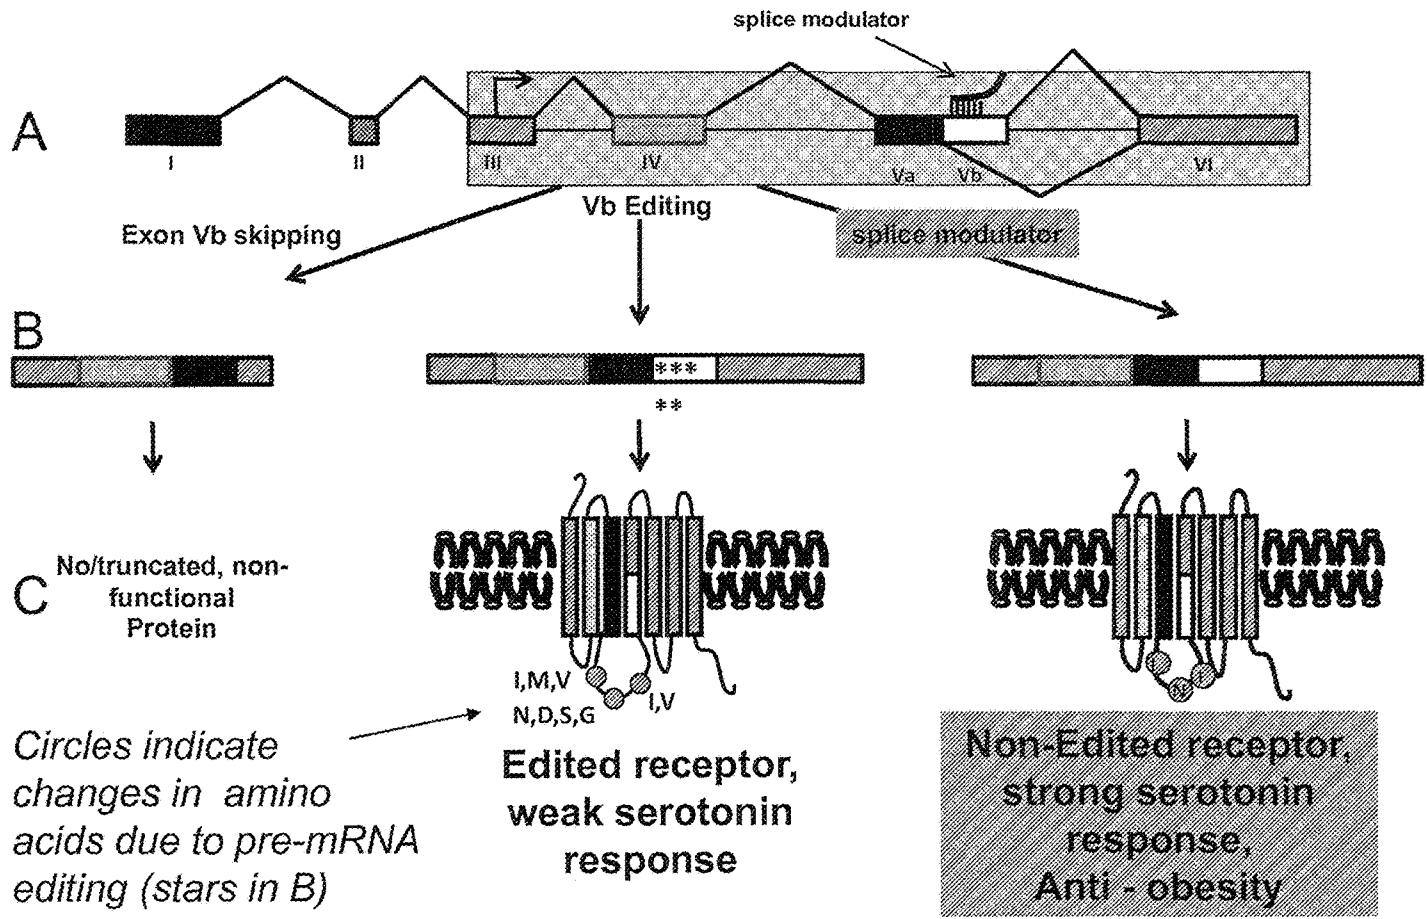 splice modulator
A
I
II
III
IV
Va
Vb
VI
Exon Vb skipping
Vb Editing
splice modulator
B
***
**
C
No/truncated, non-
functional
Protein
I,M,V
N,D,S,G
I,V
I
N
I
Circles indicate
changes in amino
acids due to pre-mRNA
editing (stars in B)
Edited receptor,
weak serotonin
response
Non-Edited receptor,
strong serotonin
response,
Anti - obesity